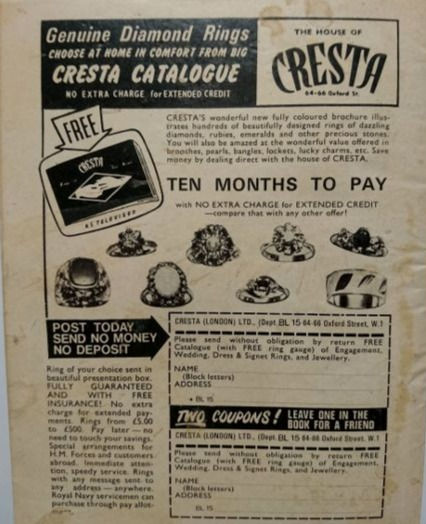 Genuine Diamond Rings
CHOOSE AT HOME IN COMFORT FROM BIG
CRESTA CATALOGUE
NO EXTRA CHARGE for EXTENDED CREDIT
THE HOUSE OF
CRESTA
64-66 Oxford St.
FREE
CRESTA
AS TELEVISED
CRESTA'S wonderful new fully coloured brochure illus-
trates hundreds of beautifully designed rings of dazzling
diamonds, rubies, emeralds and other precious stones.
You will also be amazed at the wonderful value offered in
brooches, pearls, bangles, lockets, lucky charms, etc. Save
money by dealing direct with the house of CRESTA.
TEN MONTHS TO PAY
with NO EXTRA CHARGE for EXTENDED CREDIT
—compare that with any other offer!
POST TODAY
SEND NO MONEY
NO DEPOSIT
Ring of your choice sent in
beautiful presentation box.
FULLY GUARANTEED
AND WITH FREE
INSURANCE! No extra
charge for extended pay-
ments. Rings from £5.00
to £500. Pay later — no
need to touch your savings.
Special arrangements for
H.M. Forces and customers
abroad. Immediate atten-
tion, speedy service. Rings
with any message sent to
any address — anywhere.
Royal Navy servicemen can
purchase through pay allot-
CRESTA (LONDON) LTD., (Dept. BL 15 64-66 Oxford Street, W.1
Please send without obligation by return FREE
Catalogue (with FREE ring gauge) of Engagement,
Wedding, Dress & Signet Rings, and Jewellery.
NAME
(Block letters)
ADDRESS
BL 15
TWO COUPONS! LEAVE ONE IN THE
BOOK FOR A FRIEND
CRESTA (LONDON) LTD., (Dept. BL 15 64-66 Oxford Street, W.1
Please send without obligation by return FREE
Catalogue (with FREE ring gauge) of Engagement,
Wedding, Dress & Signet Rings, and Jewellery.
NAME
(Block letters)
ADDRESS
BL 15